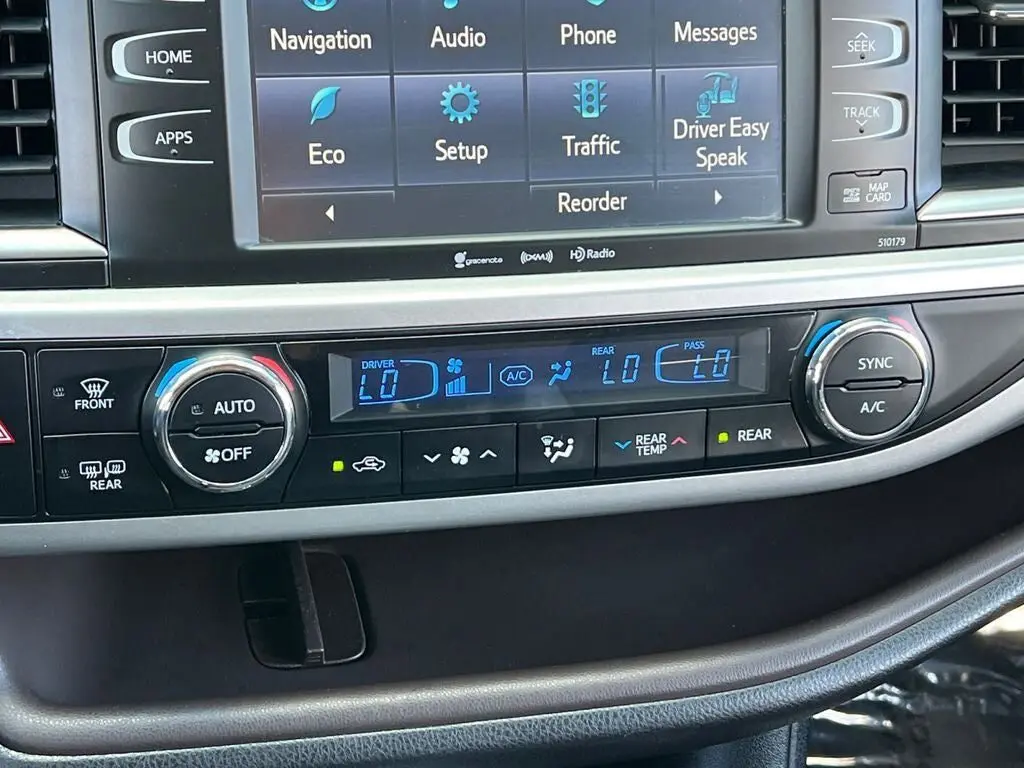 Navigation
Audio
Phone
Messages
HOME
SEEK
APPS
TRACK
Eco
Setup
Traffic
Driver Easy
Speak
Reorder
MAP
CARD
510179
gracenote
((XM))
HD Radio
DRIVER
LO
A/C
REAR
LO
PASS
LO
FRONT
AUTO
OFF
REAR
REAR
TEMP
REAR
SYNC
A/C